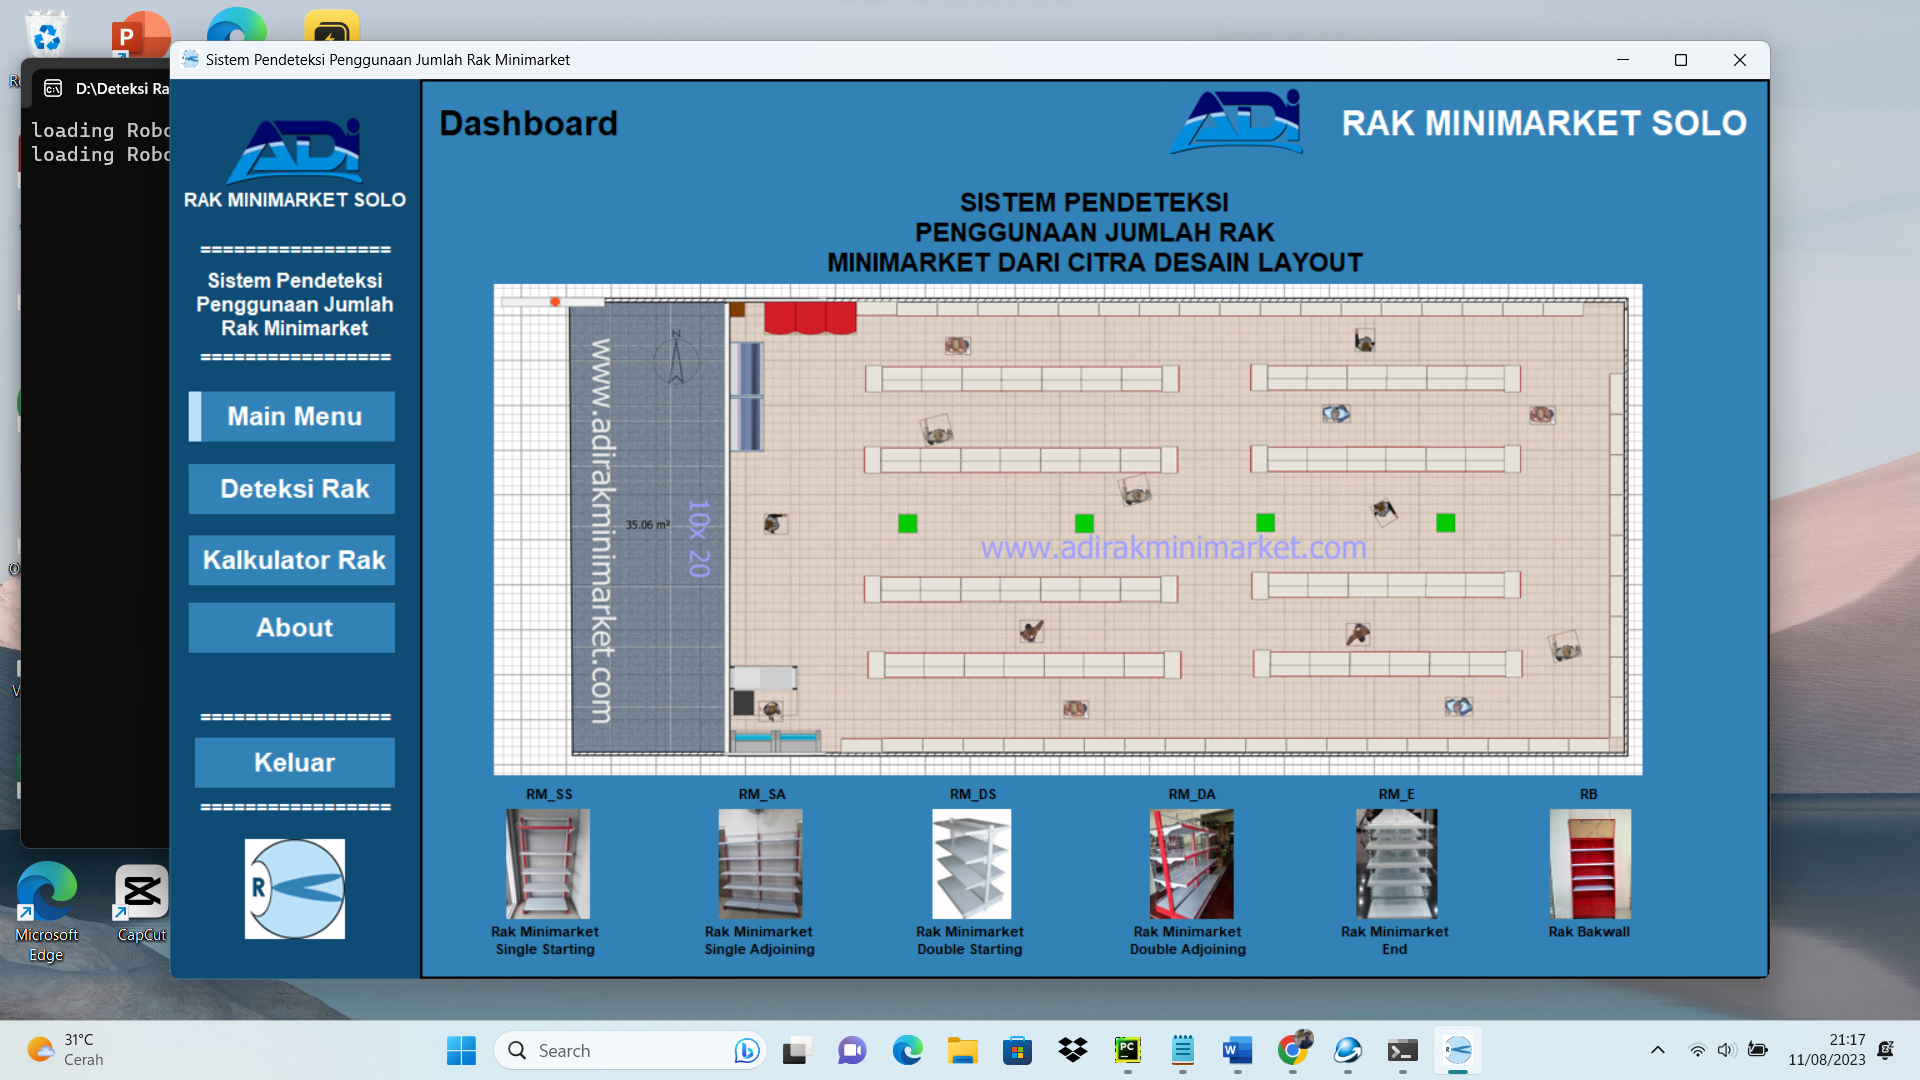 Sistem Pendeteksi Penggunaan Jumlah Rak Minimarket
D:\Deteksi Ra
loading Robo
loading Robo
ADi
RAK MINIMARKET SOLO
=================
Sistem Pendeteksi
Penggunaan Jumlah
Rak Minimarket
=================
Main Menu
Deteksi Rak
Kalkulator Rak
About
=================
Keluar
=================
R
Dashboard
ADi
RAK MINIMARKET SOLO
SISTEM PENDETEKSI
PENGGUNAAN JUMLAH RAK
MINIMARKET DARI CITRA DESAIN LAYOUT
N
www.adirakminimarket.com
35.06 m²
10x 20
www.adirakminimarket.com
RM_SS
RM_SA
RM_DS
RM_DA
RM_E
RB
Rak Minimarket
Single Starting
Rak Minimarket
Single Adjoining
Rak Minimarket
Double Starting
Rak Minimarket
Double Adjoining
Rak Minimarket
End
Rak Bakwall
Microsoft
Edge
CapCut
31°C
Cerah
Search
21:17
11/08/2023